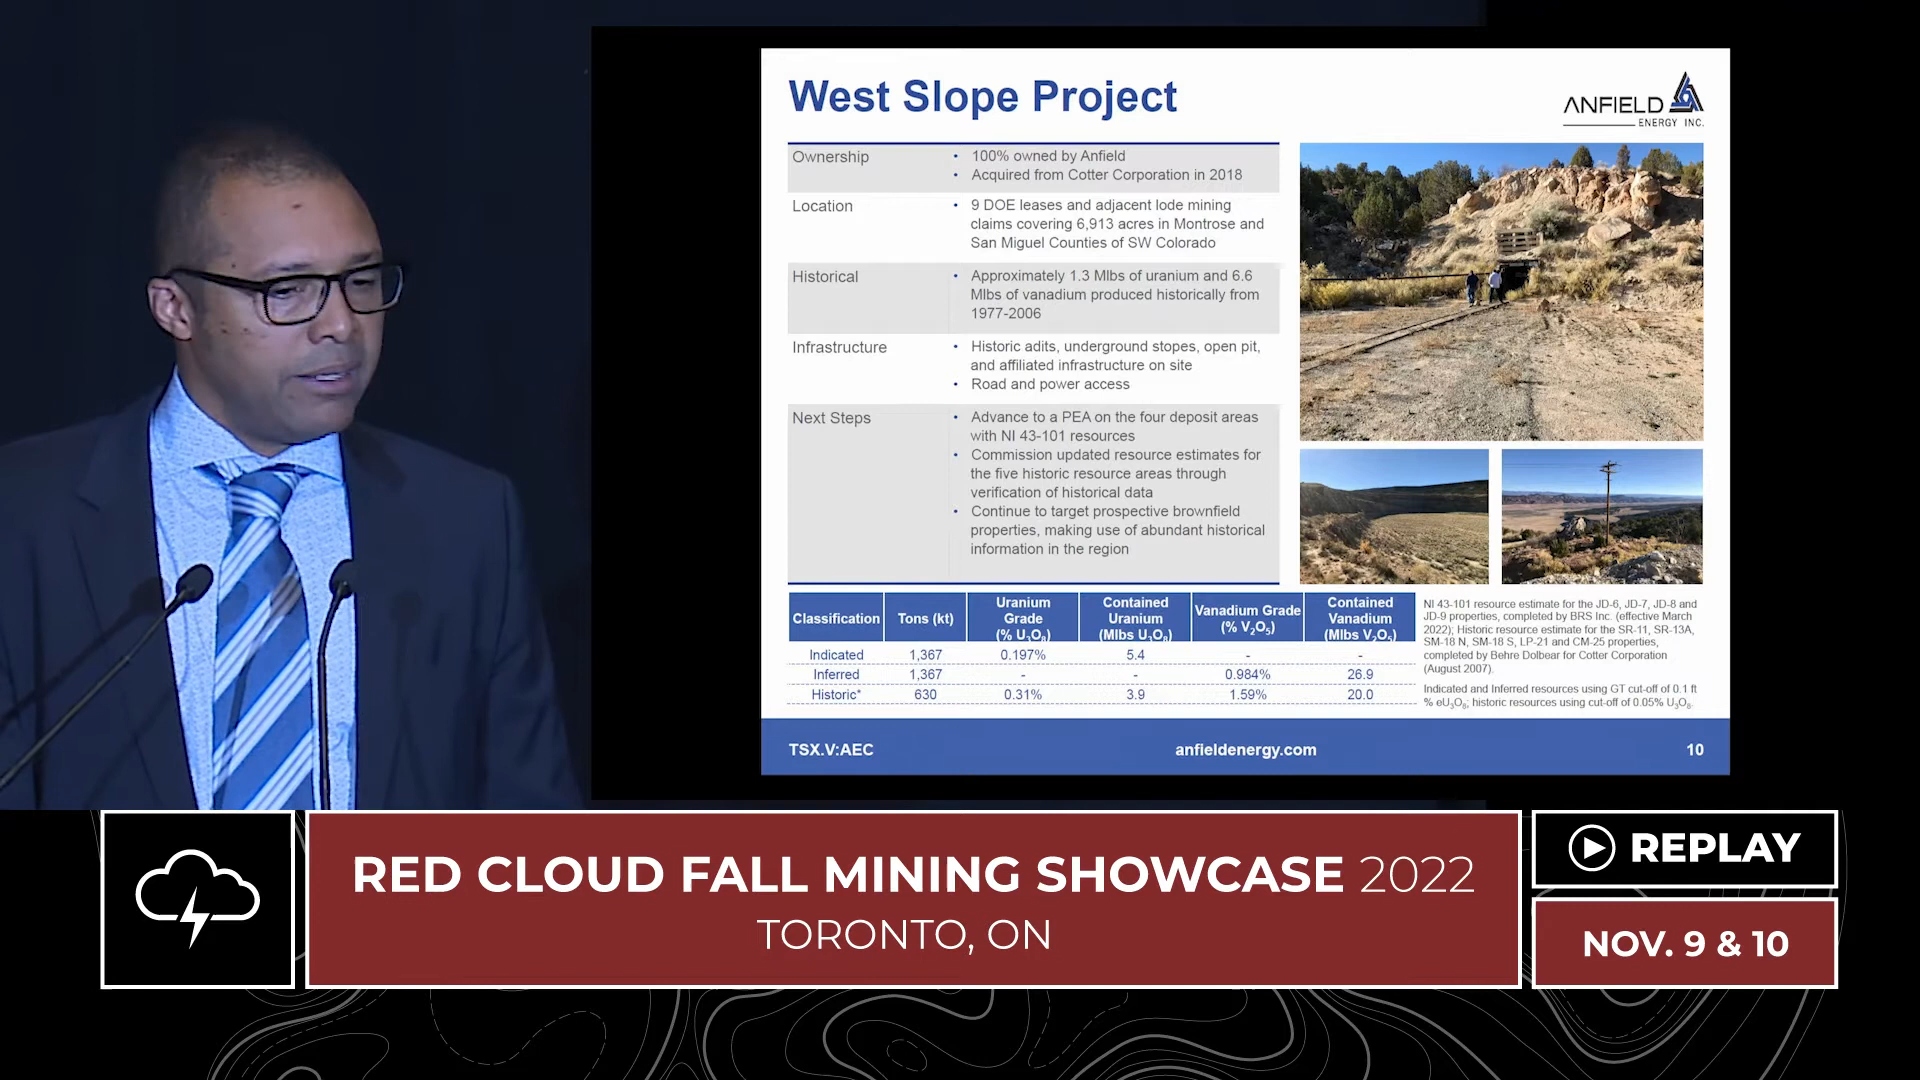 West Slope Project
ANFIELD
ENERGY INC.
Ownership
• 100% owned by Anfield
• Acquired from Cotter Corporation in 2018
Location
• 9 DOE leases and adjacent lode mining
claims covering 6,913 acres in Montrose and
San Miguel Counties of SW Colorado
Historical
• Approximately 1.3 Mlbs of uranium and 6.6
Mlbs of vanadium produced historically from
1977-2006
Infrastructure
• Historic adits, underground stopes, open pit,
and affiliated infrastructure on site
• Road and power access
Next Steps
• Advance to a PEA on the four deposit areas
with NI 43-101 resources
• Commission updated resource estimates for
the five historic resource areas through
verification of historical data
• Continue to target prospective brownfield
properties, making use of abundant historical
information in the region
Classification Tons (kt) Uranium Grade (% U₃O₈) Contained Uranium (Mlbs U₃O₈) Vanadium Grade (% V₂O₅) Contained Vanadium (Mlbs V₂O₅)
Indicated 1,367 0.197% 5.4 - -
Inferred 1,367 - - 0.984% 26.9
Historic* 630 0.31% 3.9 1.59% 20.0
NI 43-101 resource estimate for the JD-6, JD-7, JD-8 and
JD-9 properties, completed by BRS Inc. (effective March
2022); Historic resource estimate for the SR-11, SR-13A,
SM-18 N, SM-18 S, LP-21 and CM-25 properties,
completed by Behre Dolbear for Cotter Corporation
(August 2007).
Indicated and Inferred resources using GT cut-off of 0.1 ft
% eU₃O₈; historic resources using cut-off of 0.05% U₃O₈.
TSX.V:AEC
anfieldenergy.com
10
RED CLOUD FALL MINING SHOWCASE 2022
TORONTO, ON
REPLAY
NOV. 9 & 10